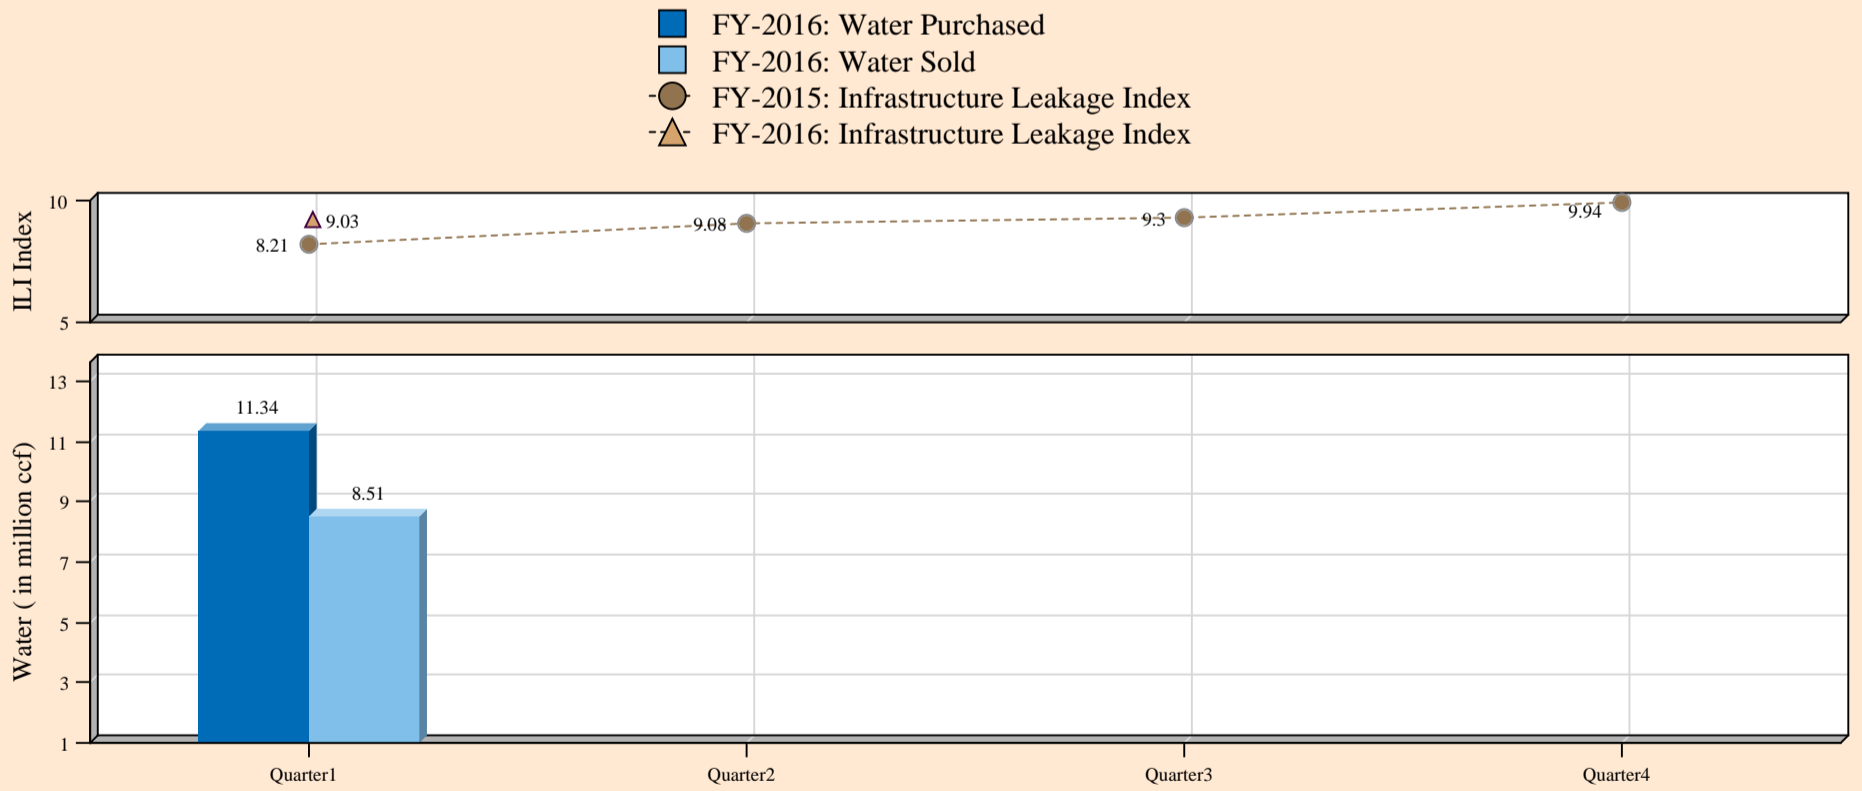 FY-2016: Water Purchased
FY-2016: Water Sold
FY-2015: Infrastructure Leakage Index
FY-2016: Infrastructure Leakage Index
ILI Index
10
5
9.03
8.21
9.08
9.3
9.94
Water ( in million ccf)
13
11
9
7
5
3
1
11.34
8.51
Quarter1
Quarter2
Quarter3
Quarter4